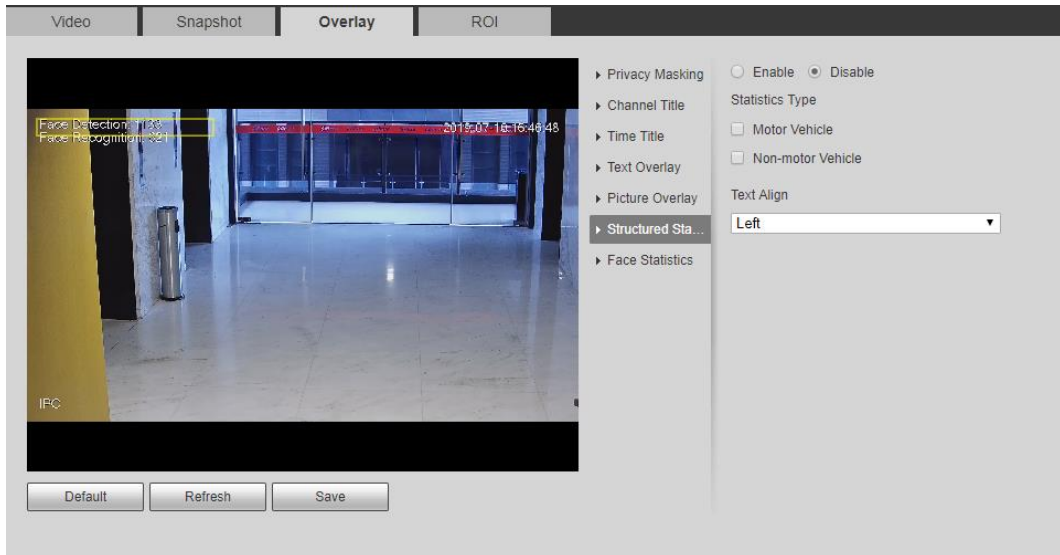 Video
Snapshot
Overlay
ROI
Face Detection:
Face Recognition:
IPC
Default
Refresh
Save
Privacy Masking
Channel Title
Time Title
Text Overlay
Picture Overlay
Structured Sta...
Face Statistics
Enable
Disable
Statistics Type
Motor Vehicle
Non-motor Vehicle
Text Align
Left